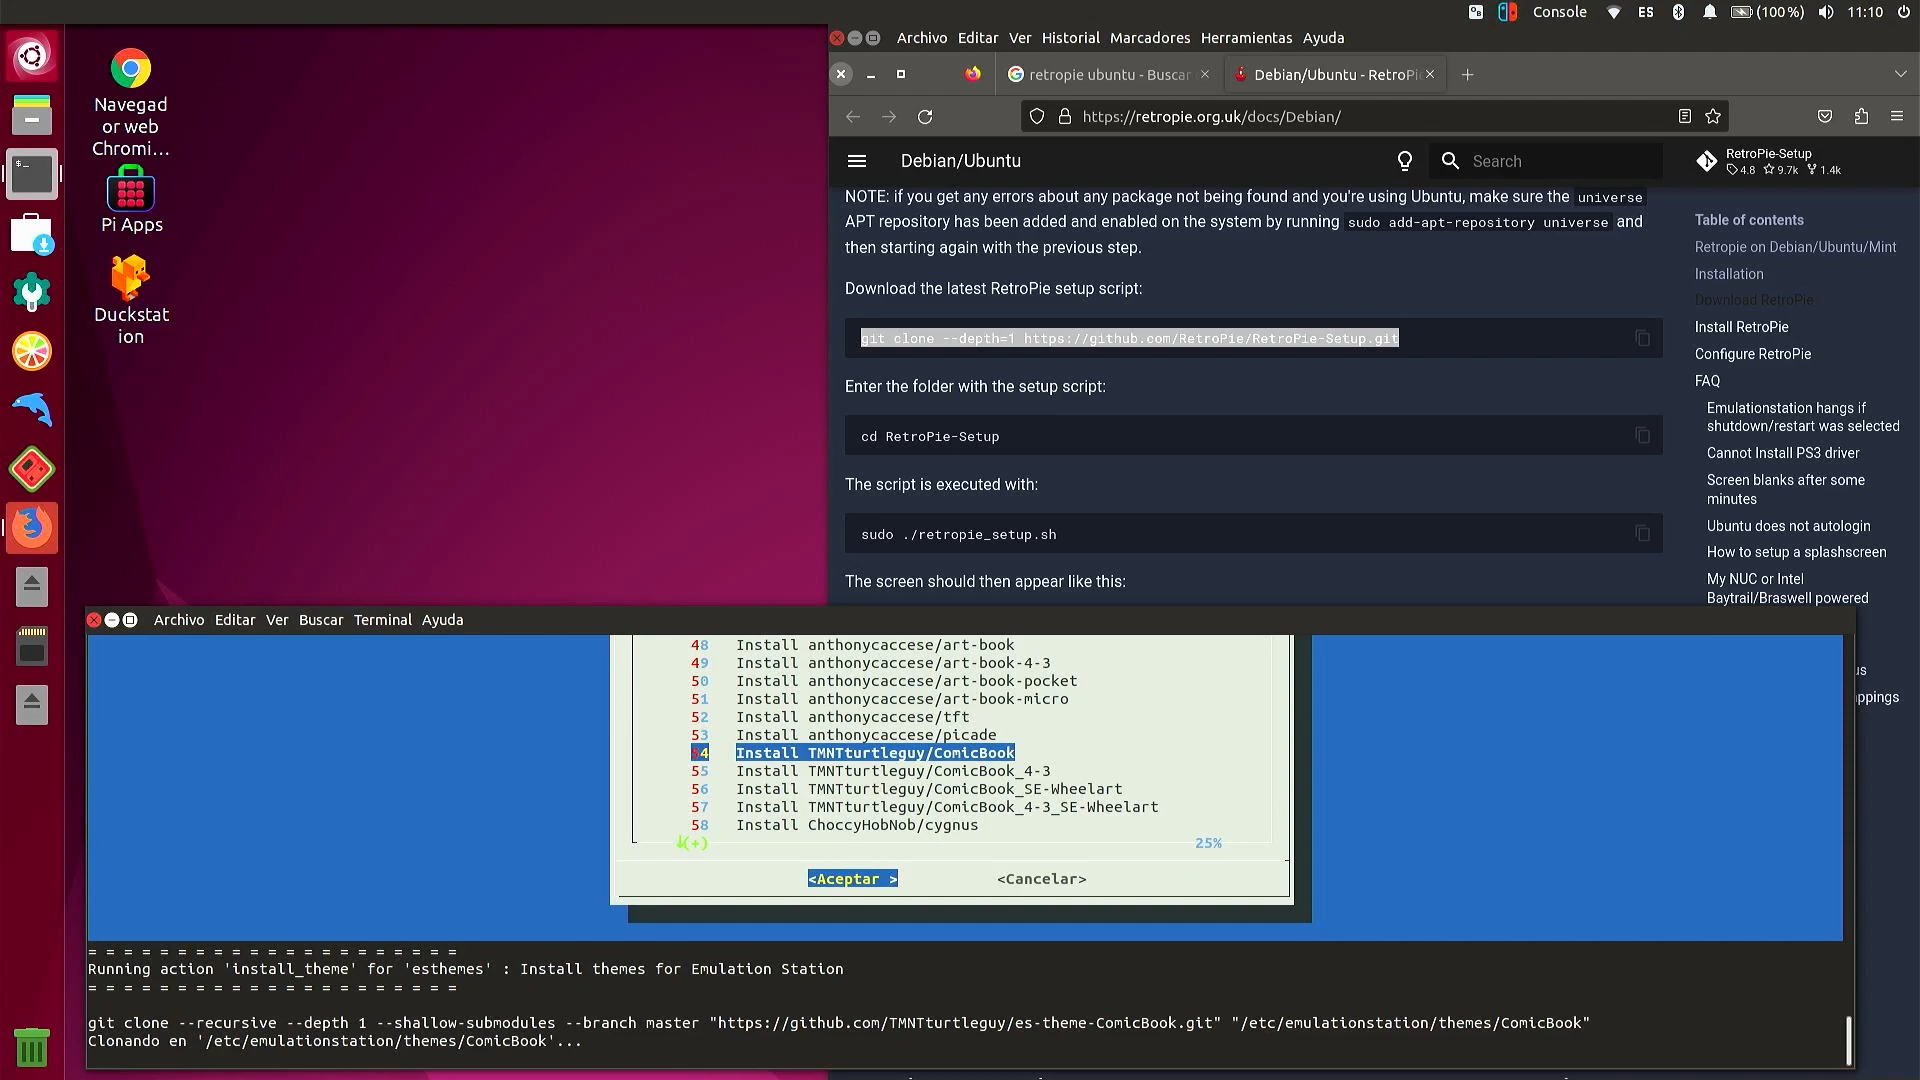 Console
ES
(100%)
11:10
Navegad
or web
Chromi…
Pi Apps
Duckstat
ion
Archivo Editar Ver Historial Marcadores Herramientas Ayuda
retropie ubuntu - Buscar
Debian/Ubuntu - RetroPi
https://retropie.org.uk/docs/Debian/
Debian/Ubuntu
Search
RetroPie-Setup
4.8 9.7k 1.4k
NOTE: if you get any errors about any package not being found and you're using Ubuntu, make sure the universe
APT repository has been added and enabled on the system by running sudo add-apt-repository universe and
then starting again with the previous step.
Download the latest RetroPie setup script:
git clone --depth=1 https://github.com/RetroPie/RetroPie-Setup.git
Enter the folder with the setup script:
cd RetroPie-Setup
The script is executed with:
sudo ./retropie_setup.sh
The screen should then appear like this:
Table of contents
Retropie on Debian/Ubuntu/Mint
Installation
Download RetroPie
Install RetroPie
Configure RetroPie
FAQ
Emulationstation hangs if
shutdown/restart was selected
Cannot Install PS3 driver
Screen blanks after some
minutes
Ubuntu does not autologin
How to setup a splashscreen
My NUC or Intel
Baytrail/Braswell powered
us
ppings
Archivo Editar Ver Buscar Terminal Ayuda
48 Install anthonycaccese/art-book
49 Install anthonycaccese/art-book-4-3
50 Install anthonycaccese/art-book-pocket
51 Install anthonycaccese/art-book-micro
52 Install anthonycaccese/tft
53 Install anthonycaccese/picade
54 Install TMNTturtleguy/ComicBook
55 Install TMNTturtleguy/ComicBook_4-3
56 Install TMNTturtleguy/ComicBook_SE-Wheelart
57 Install TMNTturtleguy/ComicBook_4-3_SE-Wheelart
58 Install ChoccyHobNob/cygnus
↓(+) 25%
<Aceptar > <Cancelar>
= = = = = = = = = = = = = = = = = = = = =
Running action 'install_theme' for 'esthemes' : Install themes for Emulation Station
= = = = = = = = = = = = = = = = = = = = =
git clone --recursive --depth 1 --shallow-submodules --branch master "https://github.com/TMNTturtleguy/es-theme-ComicBook.git" "/etc/emulationstation/themes/ComicBook"
Clonando en '/etc/emulationstation/themes/ComicBook'...